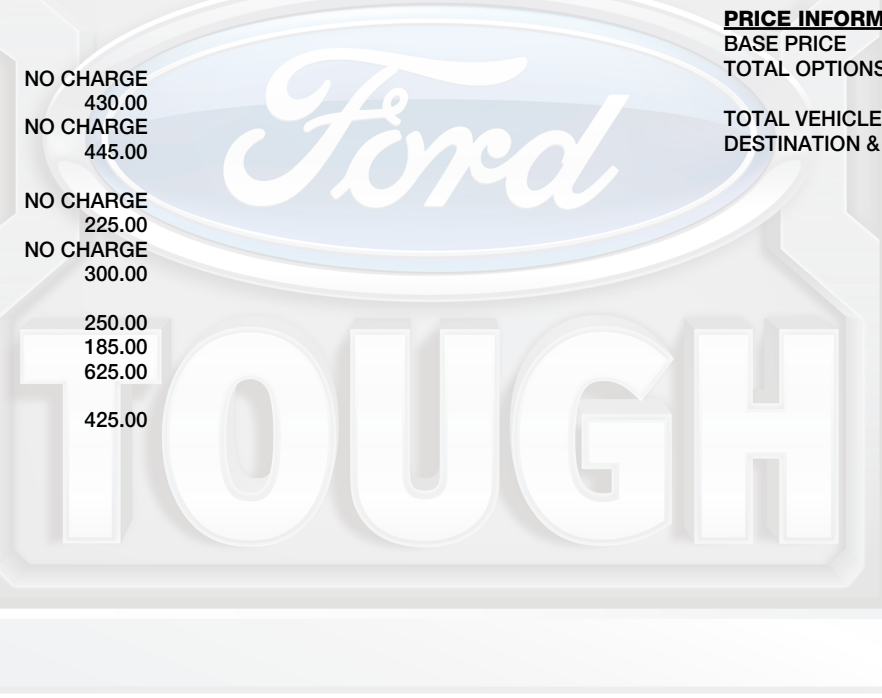 NO CHARGE
430.00
NO CHARGE
445.00
NO CHARGE
225.00
NO CHARGE
300.00
250.00
185.00
625.00
425.00
PRICE INFORM
BASE PRICE
TOTAL OPTIONS
TOTAL VEHICLE
DESTINATION &
Ford
TOUGH